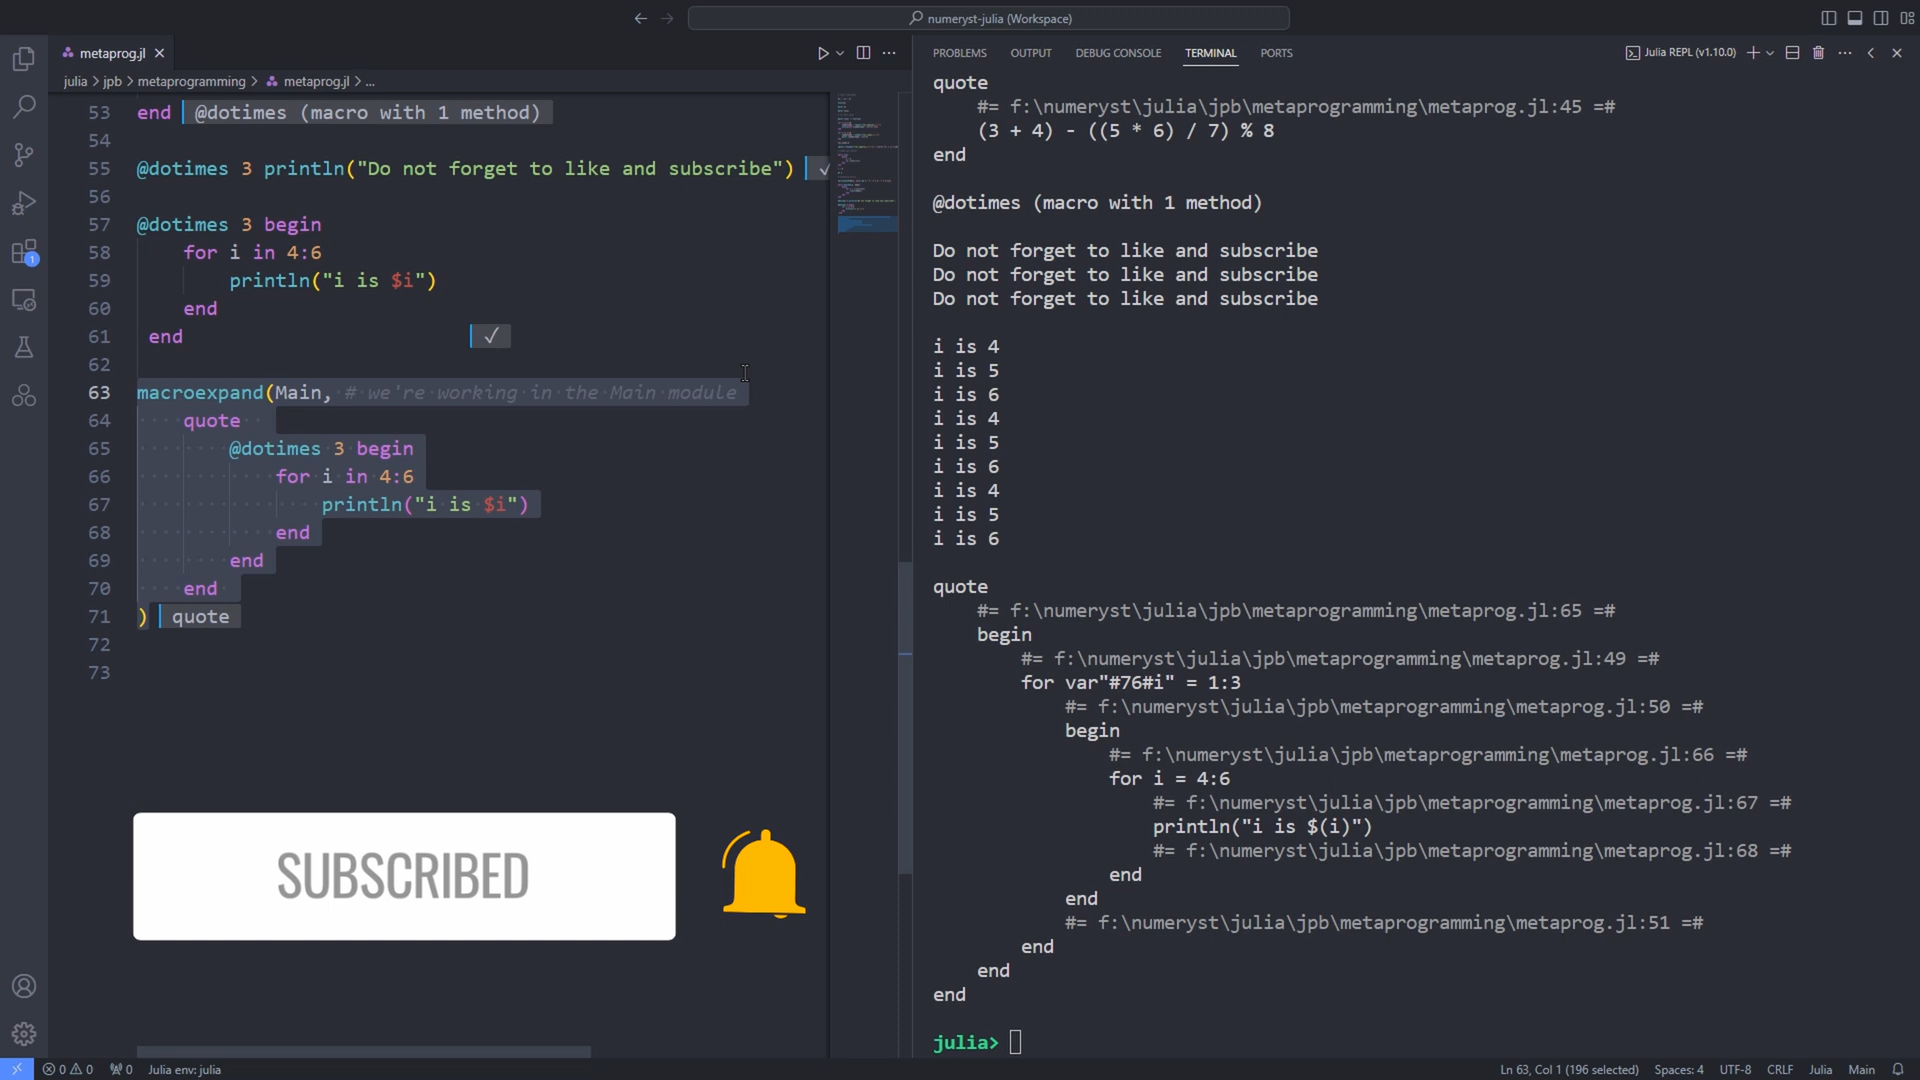 numeryst-julia (Workspace)
metaprog.jl
julia > jpb > metaprogramming > metaprog.jl > ...
53 end @dotimes (macro with 1 method)
54
55 @dotimes 3 println("Do not forget to like and subscribe") ✓
56
57 @dotimes 3 begin
58 for i in 4:6
59 println("i is $i")
60 end
61 end ✓
62
63 macroexpand(Main, # we're working in the Main module
64 quote
65 @dotimes 3 begin
66 for i in 4:6
67 println("i is $i")
68 end
69 end
70 end
71 ) quote
72
73
SUBSCRIBED
PROBLEMS OUTPUT DEBUG CONSOLE TERMINAL PORTS
Julia REPL (v1.10.0)
quote
#= f:\numeryst\julia\jpb\metaprogramming\metaprog.jl:45 =#
(3 + 4) - ((5 * 6) / 7) % 8
end
@dotimes (macro with 1 method)
Do not forget to like and subscribe
Do not forget to like and subscribe
Do not forget to like and subscribe
i is 4
i is 5
i is 6
i is 4
i is 5
i is 6
i is 4
i is 5
i is 6
quote
#= f:\numeryst\julia\jpb\metaprogramming\metaprog.jl:65 =#
begin
#= f:\numeryst\julia\jpb\metaprogramming\metaprog.jl:49 =#
for var"#76#i" = 1:3
#= f:\numeryst\julia\jpb\metaprogramming\metaprog.jl:50 =#
begin
#= f:\numeryst\julia\jpb\metaprogramming\metaprog.jl:66 =#
for i = 4:6
#= f:\numeryst\julia\jpb\metaprogramming\metaprog.jl:67 =#
println("i is $(i)")
#= f:\numeryst\julia\jpb\metaprogramming\metaprog.jl:68 =#
end
end
#= f:\numeryst\julia\jpb\metaprogramming\metaprog.jl:51 =#
end
end
end
julia>
1
0 0 0 Julia env: julia
Ln 63, Col 1 (196 selected) Spaces: 4 UTF-8 CRLF Julia Main